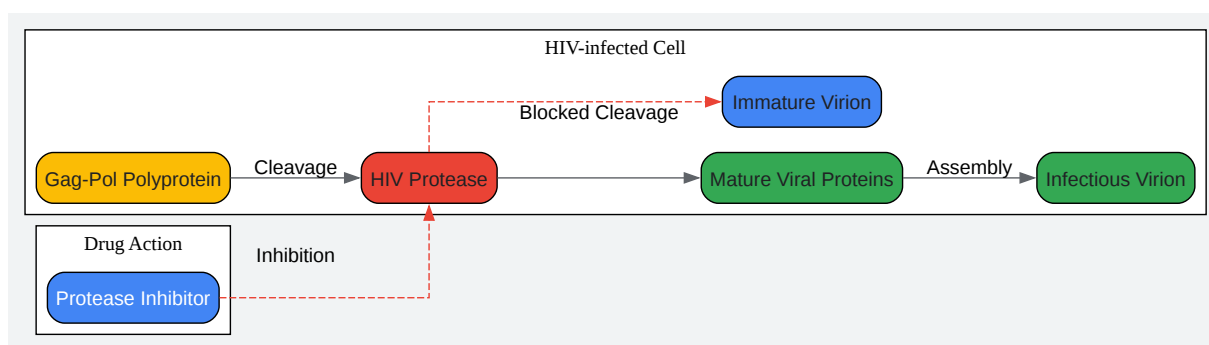 HIV-infected Cell
Immature Virion
Blocked Cleavage
Gag-Pol Polyprotein
Cleavage
HIV Protease
Mature Viral Proteins
Assembly
Infectious Virion
Drug Action
Inhibition
Protease Inhibitor